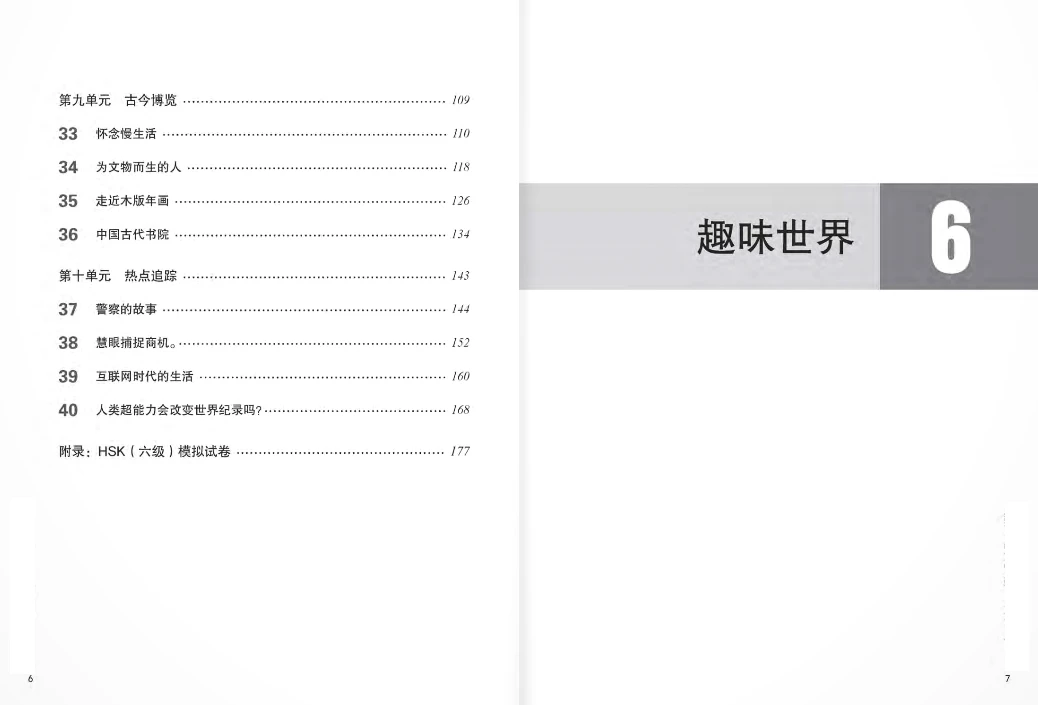 第九单元　古今博览 ………………………………………………… 109
33 怀念慢生活 ………………………………………………… 110
34 为文物而生的人 ………………………………………………… 118
35 走近木版年画 ………………………………………………… 126
36 中国古代书院 ………………………………………………… 134
第十单元　热点追踪 ………………………………………………… 143
37 警察的故事 ………………………………………………… 144
38 慧眼捕捉商机。………………………………………………… 152
39 互联网时代的生活 ………………………………………………… 160
40 人类超能力会改变世界纪录吗?………………………………… 168
附录：HSK（六级）模拟试卷 ………………………………………… 177
6
趣味世界 6
7